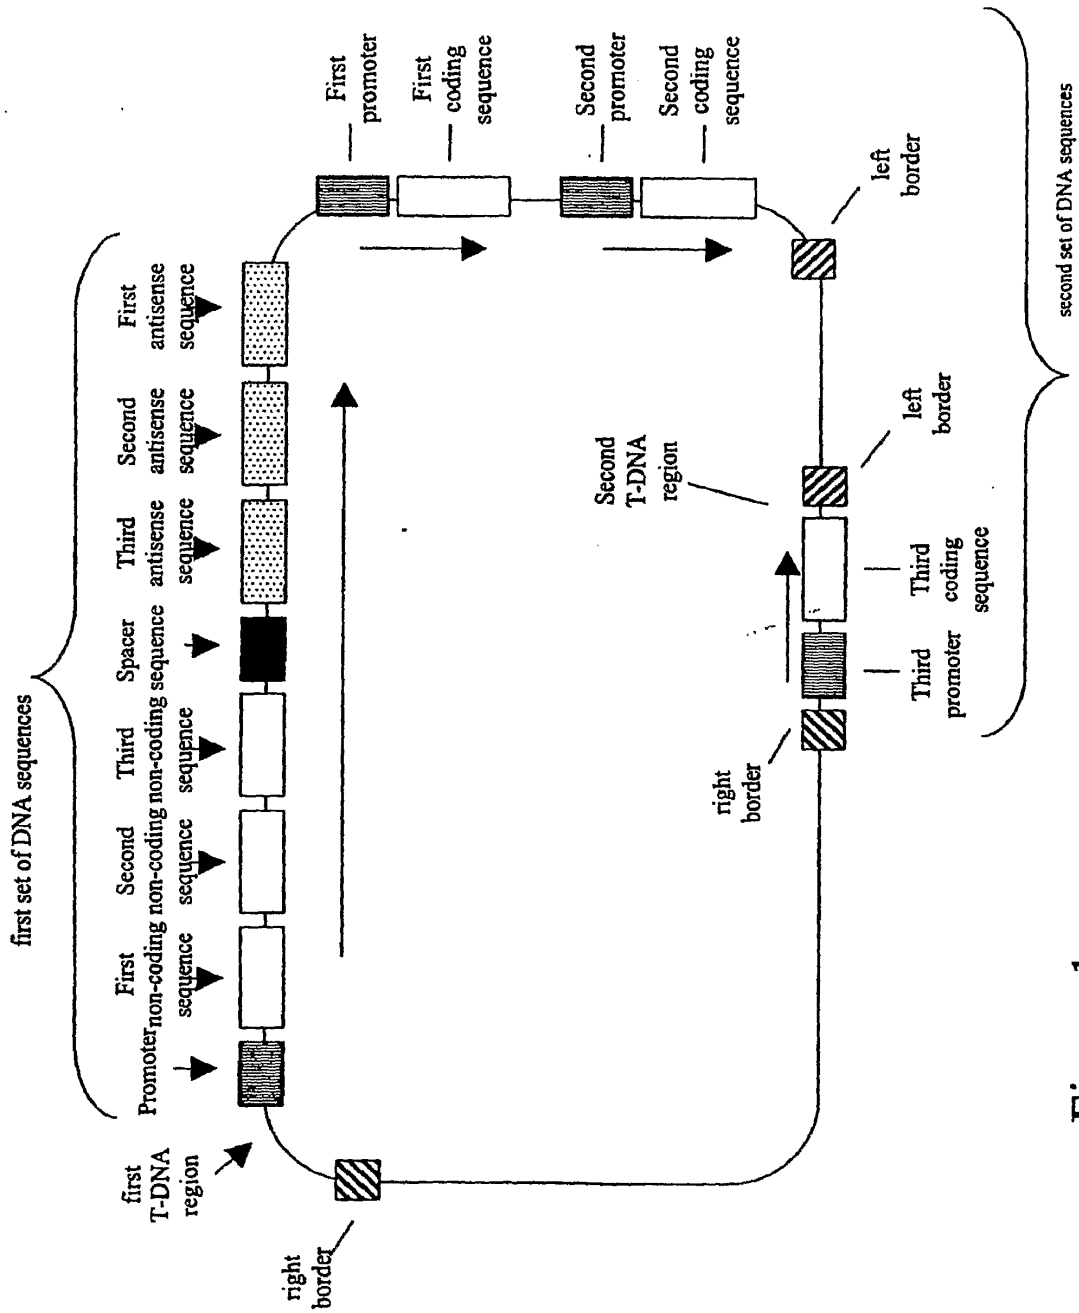 first set of DNA sequences
first
T-DNA
region
Promoter
First
non-coding
sequence
Second
non-coding
sequence
Third
non-coding
sequence
Spacer
sequence
Third
antisense
sequence
Second
antisense
sequence
First
antisense
sequence
First
promoter
First
coding
sequence
Second
promoter
Second
coding
sequence
right
border
Second
T-DNA
region
left
border
left
border
right
border
Third
promoter
Third
coding
sequence
second set of DNA sequences